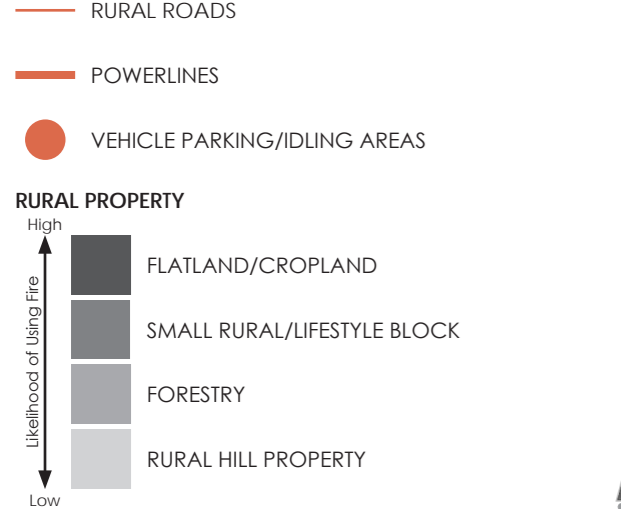 RURAL ROADS
POWERLINES
VEHICLE PARKING/IDLING AREAS
RURAL PROPERTY
High
Likelihood of Using Fire
FLATLAND/CROPLAND
SMALL RURAL/LIFESTYLE BLOCK
FORESTRY
RURAL HILL PROPERTY
Low